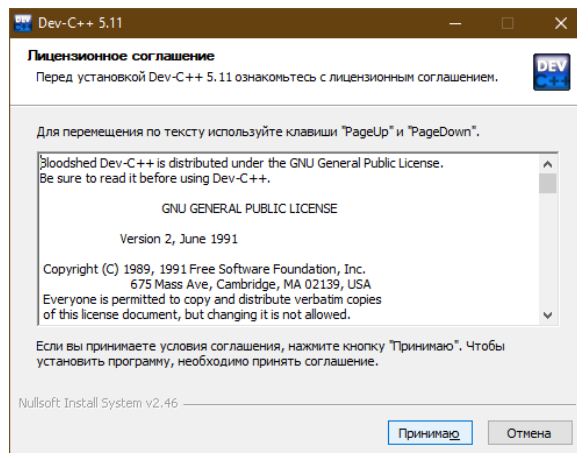 Dev-C++ 5.11
Лицензионное соглашение
Перед установкой Dev-C++ 5.11 ознакомьтесь с лицензионным соглашением.
DEV
C++
Для перемещения по тексту используйте клавиши "PageUp" и "PageDown".
Bloodshed Dev-C++ is distributed under the GNU General Public License.
Be sure to read it before using Dev-C++.
GNU GENERAL PUBLIC LICENSE
Version 2, June 1991
Copyright (C) 1989, 1991 Free Software Foundation, Inc.
675 Mass Ave, Cambridge, MA 02139, USA
Everyone is permitted to copy and distribute verbatim copies
of this license document, but changing it is not allowed.
Если вы принимаете условия соглашения, нажмите кнопку "Принимаю". Чтобы
установить программу, необходимо принять соглашение.
Nullsoft Install System v2.46
Принимаю
Отмена